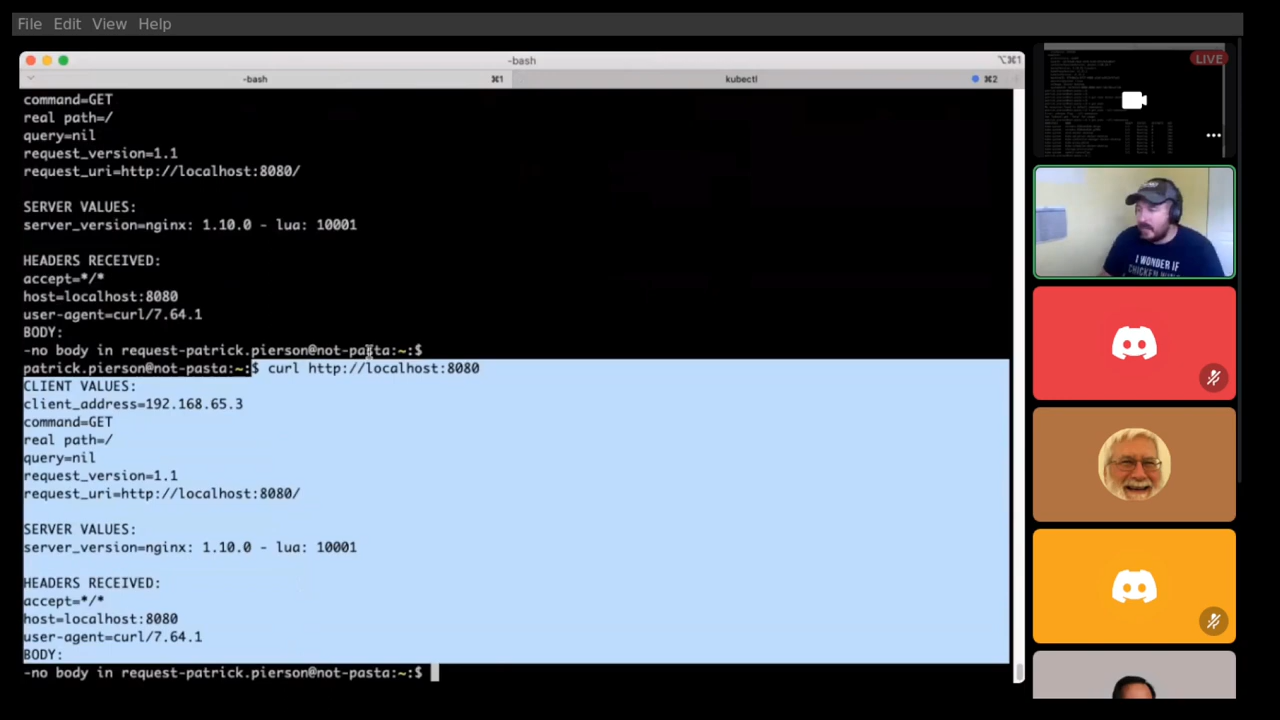 File Edit View Help
-bash
⌥⌘1
-bash ⌘1 kubectl ⌘2
command=GET
real path=/
query=nil
request_version=1.1
request_uri=http://localhost:8080/
SERVER VALUES:
server_version=nginx: 1.10.0 - lua: 10001
HEADERS RECEIVED:
accept=*/*
host=localhost:8080
user-agent=curl/7.64.1
BODY:
-no body in request-patrick.pierson@not-pasta:~:$
patrick.pierson@not-pasta:~:$ curl http://localhost:8080
CLIENT VALUES:
client_address=192.168.65.3
command=GET
real path=/
query=nil
request_version=1.1
request_uri=http://localhost:8080/
SERVER VALUES:
server_version=nginx: 1.10.0 - lua: 10001
HEADERS RECEIVED:
accept=*/*
host=localhost:8080
user-agent=curl/7.64.1
BODY:
-no body in request-patrick.pierson@not-pasta:~:$
LIVE
I WONDER IF
CHICKEN